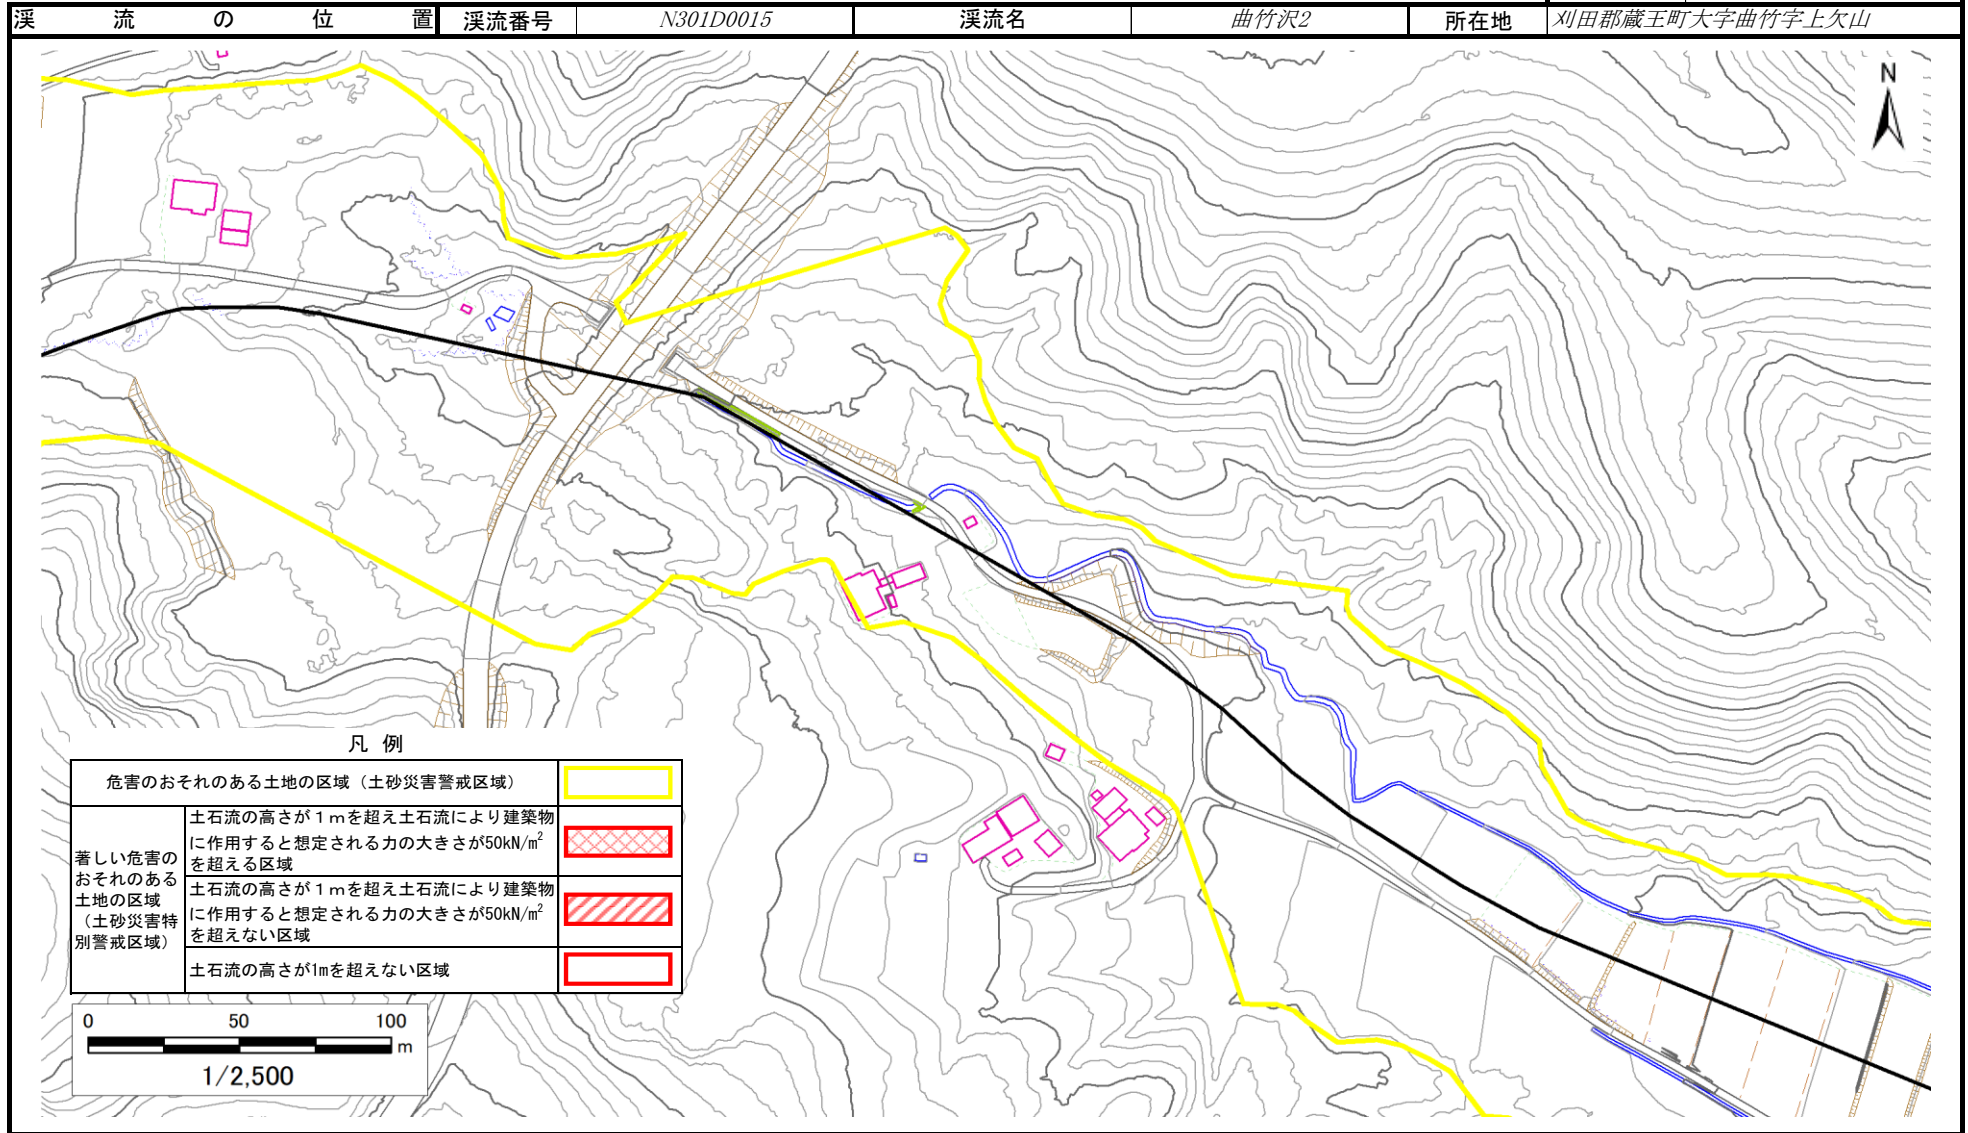 渓流の位置 渓流番号 N301D0015 渓流名 曲竹沢2 所在地 刈田郡蔵王町大字曲竹字上欠山
N
凡 例
危害のおそれのある土地の区域（土砂災害警戒区域）
著しい危害の
おそれのある
土地の区域
（土砂災害特
別警戒区域）
土石流の高さが１ｍを超え土石流により建築物
に作用すると想定される力の大きさが50kN/m²
を超える区域
土石流の高さが１ｍを超え土石流により建築物
に作用すると想定される力の大きさが50kN/m²
を超えない区域
土石流の高さが1mを超えない区域
0 50 100
m
1/2,500